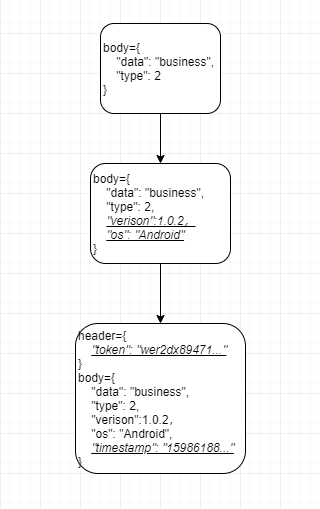 body={
"data": "business",
"type": 2
}
body={
"data": "business",
"type": 2,
"verison":1.0.2,
"os": "Android"
}
header={
"token": "wer2dx89471..."
}
body={
"data": "business",
"type": 2,
"verison":1.0.2,
"os": "Android",
"timestamp": "15986188..."
}